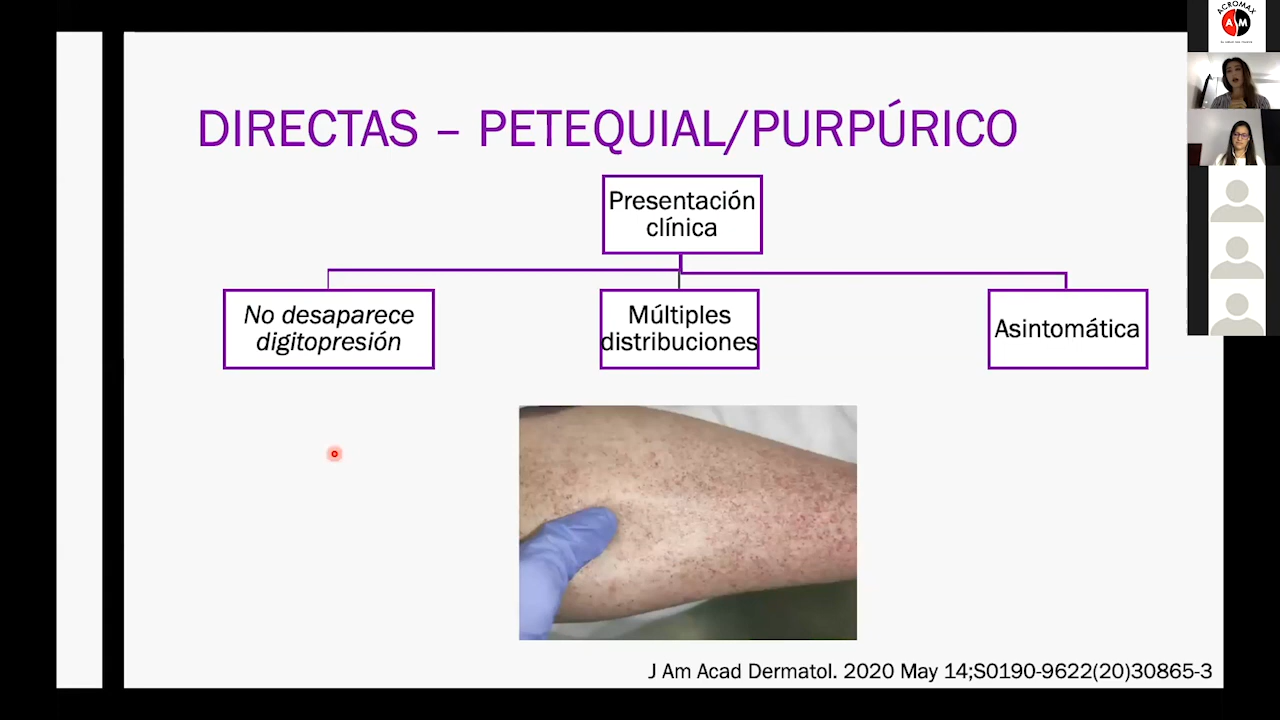 DIRECTAS – PETEQUIAL/PURPÚRICO
Presentación
clínica
No desaparece
digitopresión
Múltiples
distribuciones
Asintomática
J Am Acad Dermatol. 2020 May 14;S0190-9622(20)30865-3
ACROMAX
AM